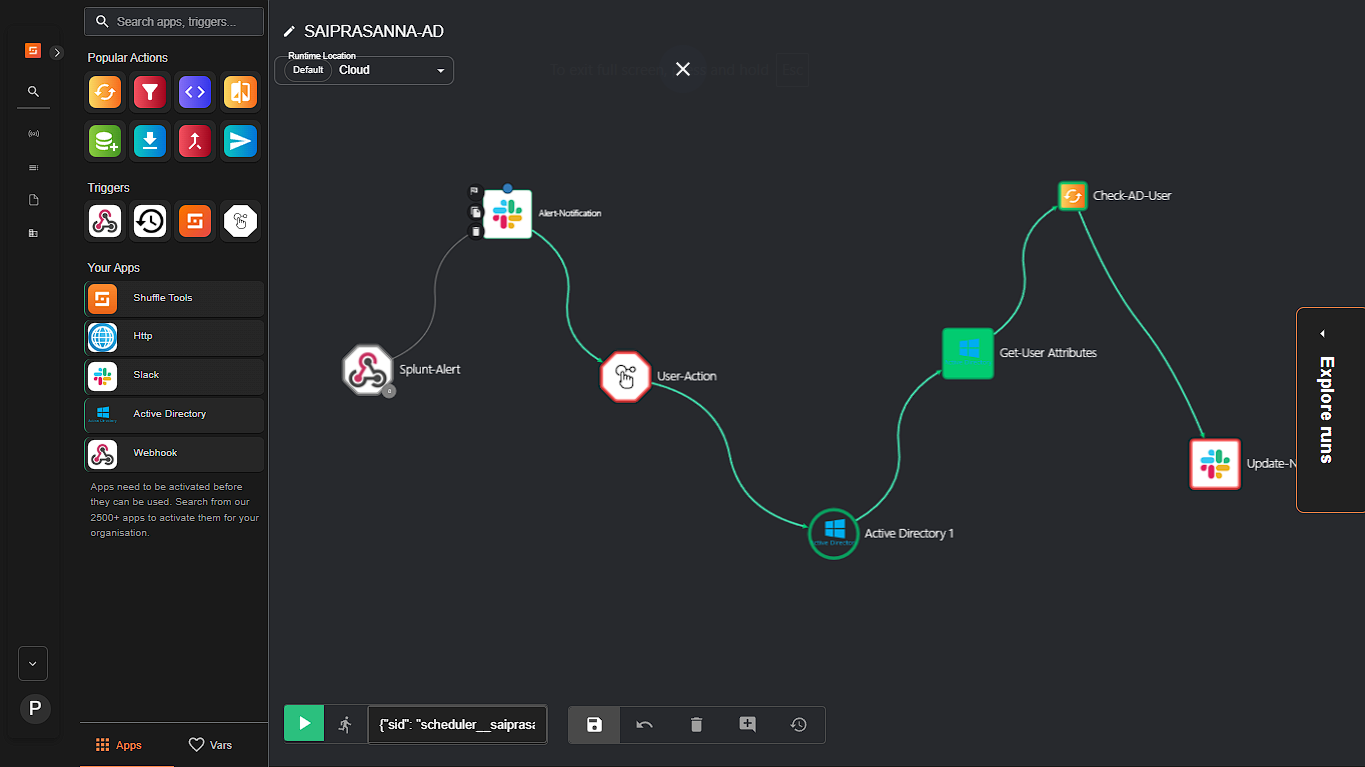 Search apps, triggers...
SAIPRASANNA-AD
Runtime Location
Default
Cloud
Popular Actions
Triggers
Your Apps
Shuffle Tools
Http
Slack
Active Directory
Webhook
Apps need to be activated before
they can be used. Search from our
2500+ apps to activate them for your
organisation.
P
Apps
Vars
Alert-Notification
Splunt-Alert
User-Action
Active Directory 1
Get-User Attributes
Check-AD-User
Update-N
Explore runs
{"sid": "scheduler__saipras